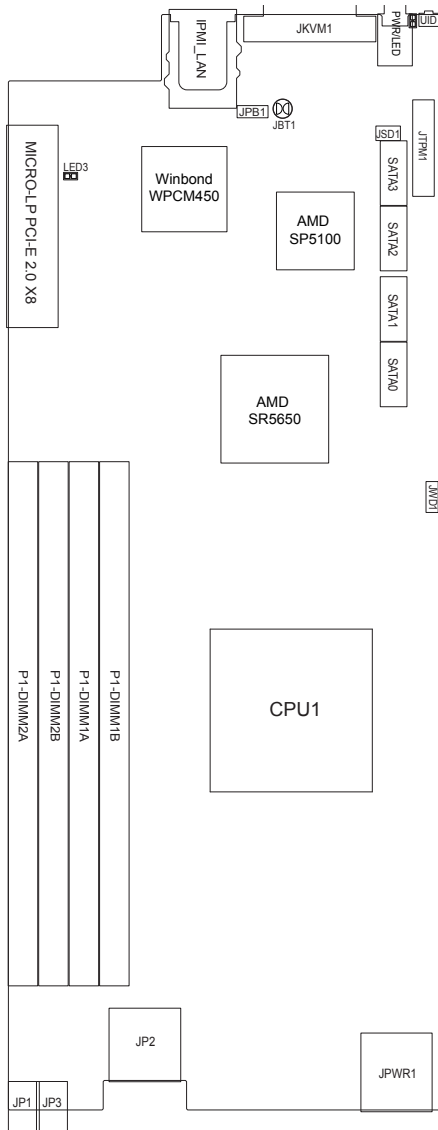 IPMI_LAN
JKVM1
PWR/LED
UID
JPB1
JBT1
JSD1
JTPM1
MICRO-LP PCI-E 2.0 X8
LED3
Winbond
WPCM450
AMD
SP5100
SATA3
SATA2
SATA1
SATA0
AMD
SR5650
JWD1
P1-DIMM2A
P1-DIMM2B
P1-DIMM1A
P1-DIMM1B
CPU1
JP2
JPWR1
JP1
JP3